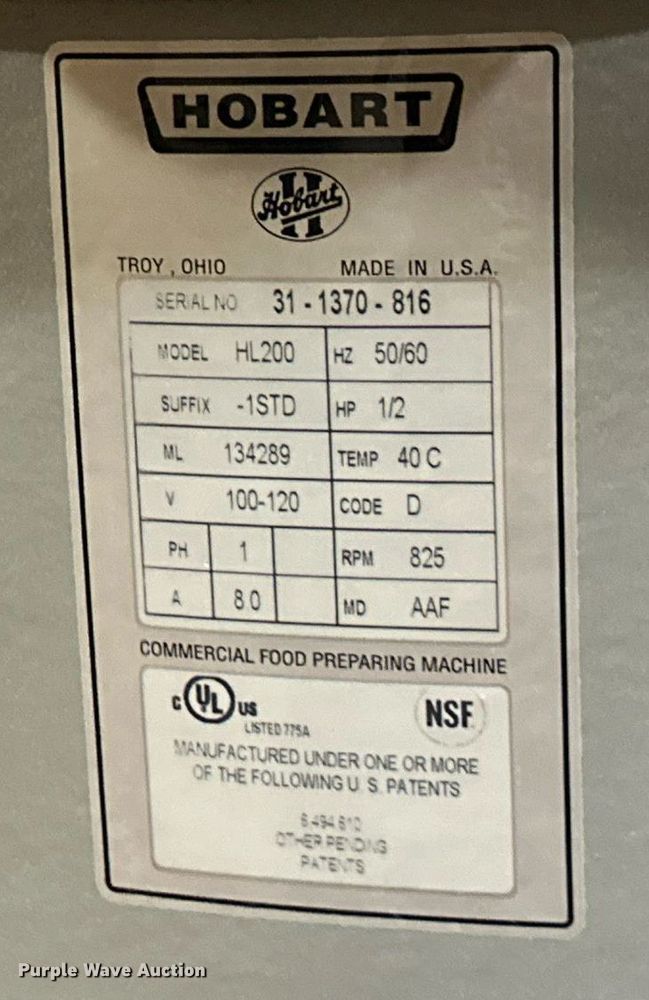 HOBART
Hobart
TROY, OHIO MADE IN U.S.A.
SERIAL NO 31-1370-816
MODEL HL200 HZ 50/60
SUFFIX -1STD HP 1/2
ML 134289 TEMP 40 C
V 100-120 CODE D
PH 1 RPM 825
A 8 0 MD AAF
COMMERCIAL FOOD PREPARING MACHINE
C UL US NSF
LISTED 775A
MANUFACTURED UNDER ONE OR MORE
OF THE FOLLOWING U. S. PATENTS
6,494,610
OTHER PENDING
PATENTS
Purple Wave Auction